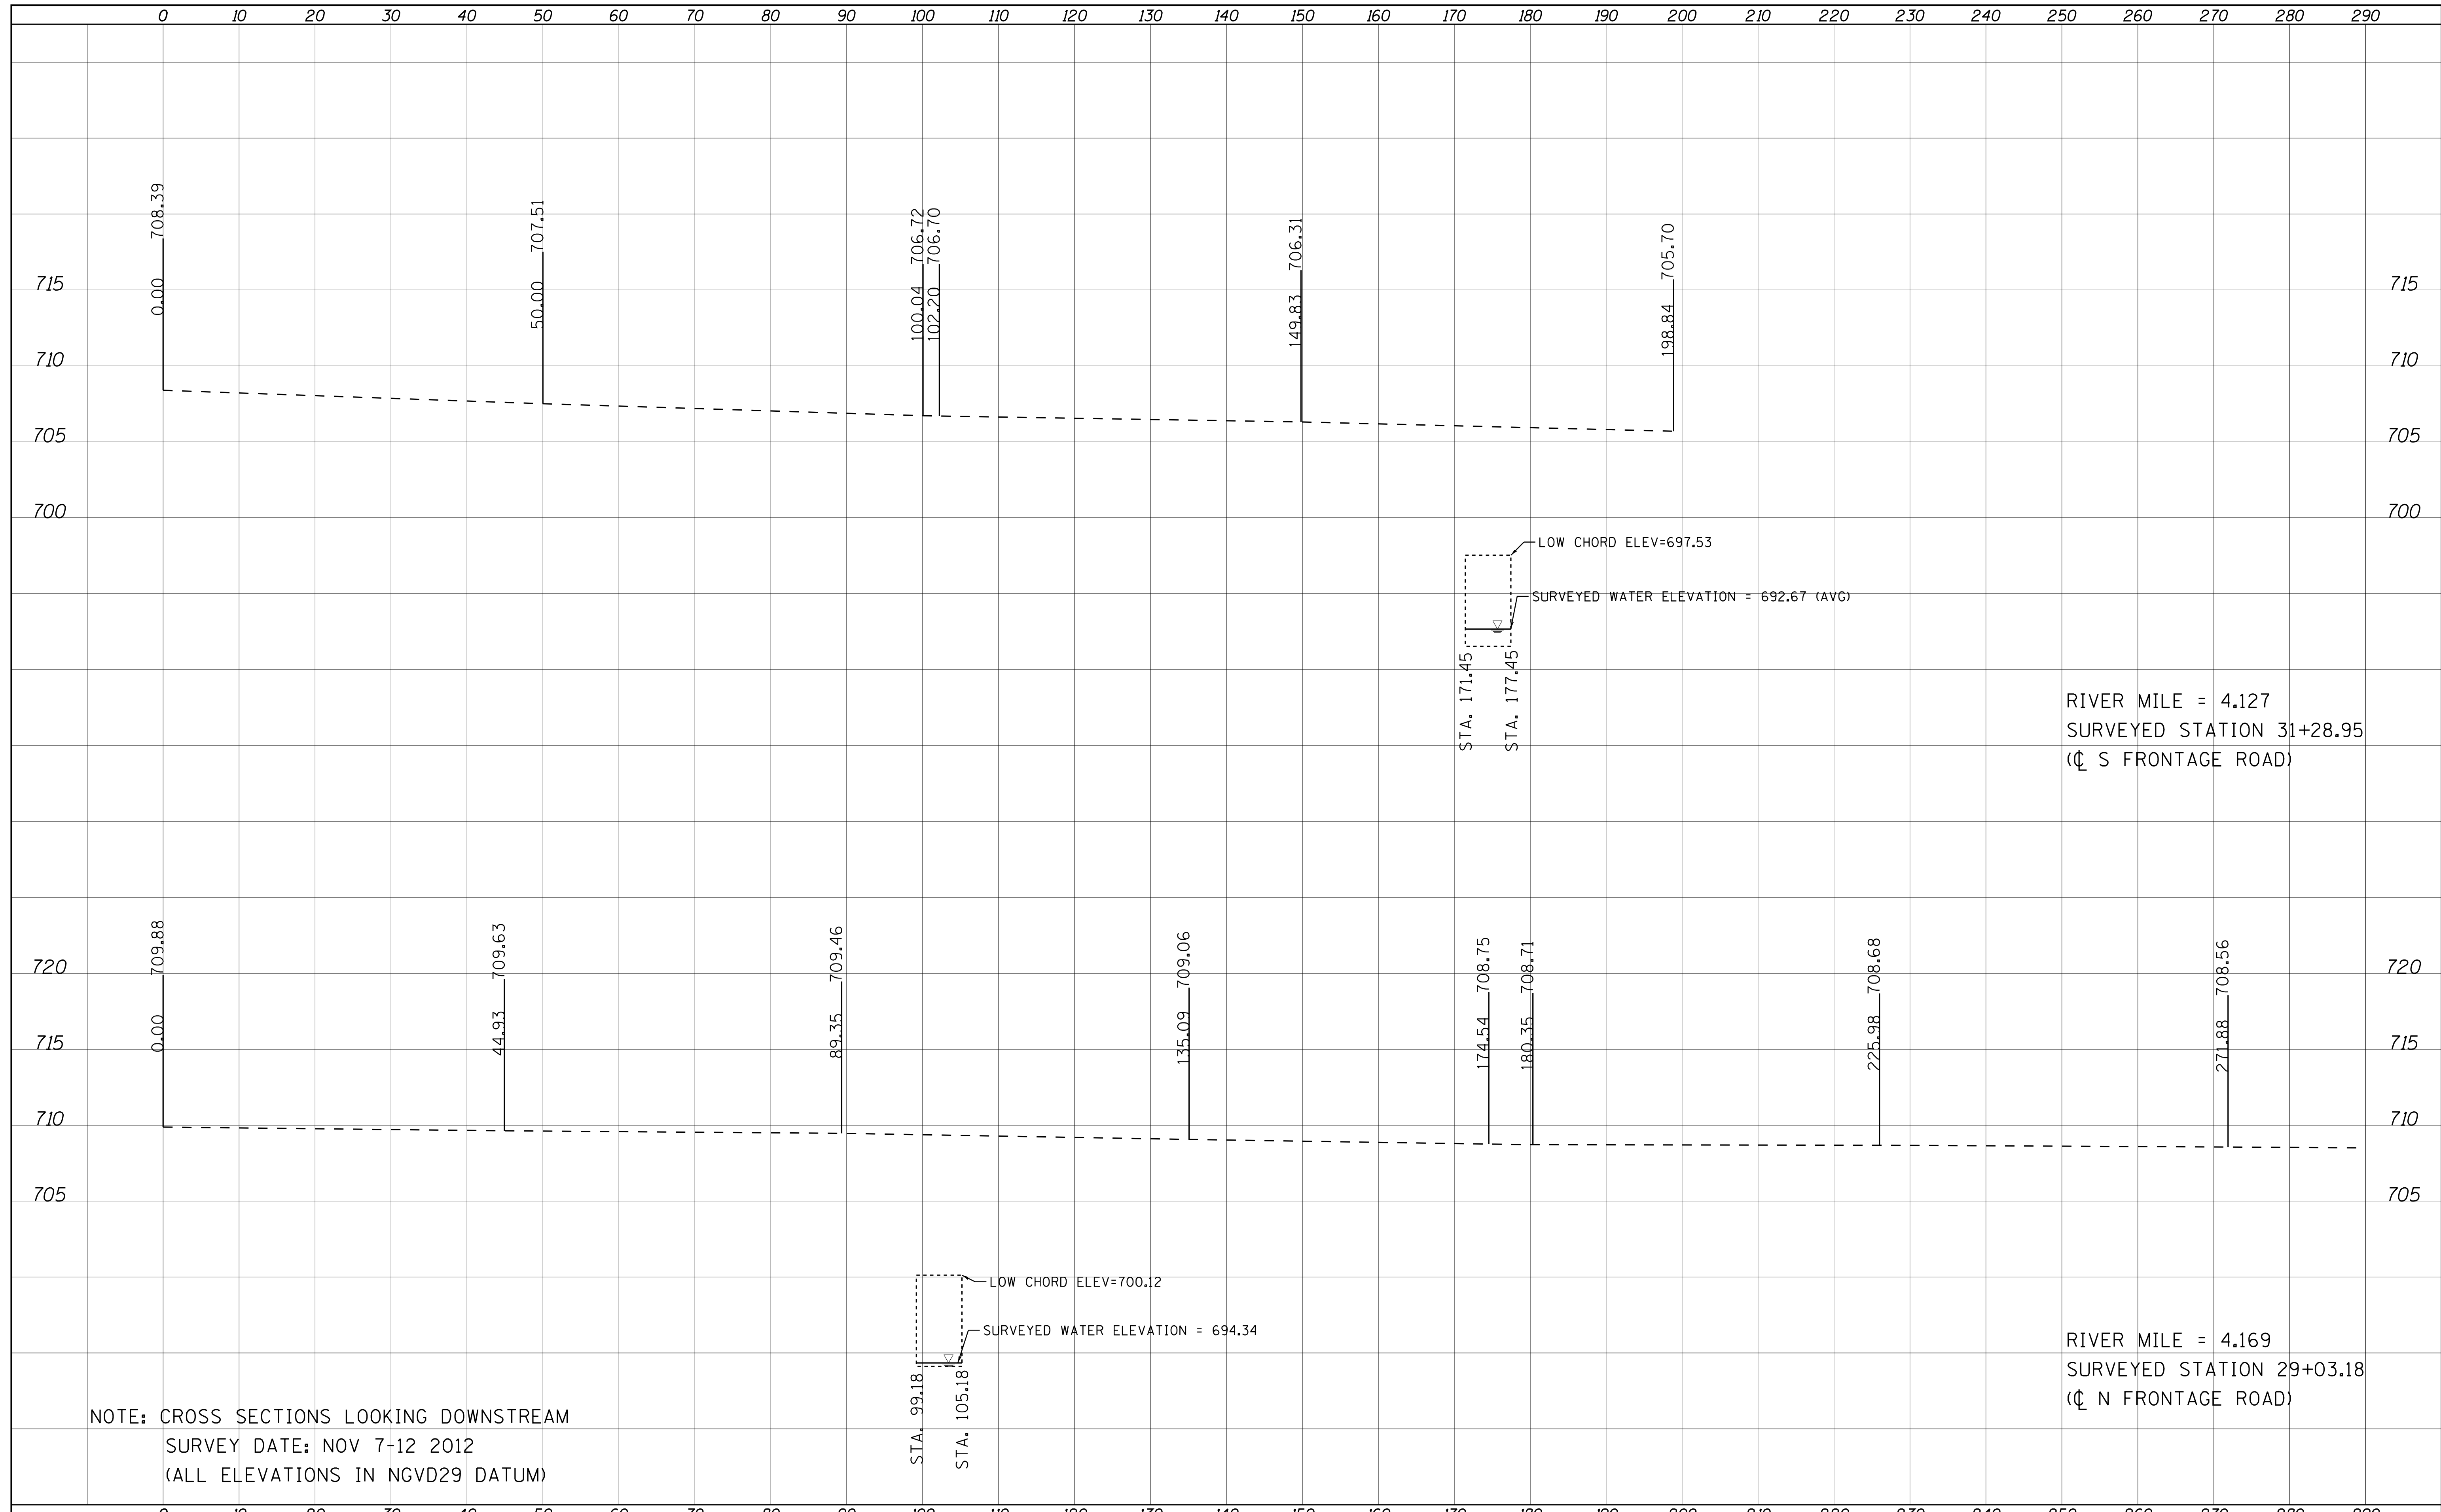 0 10 20 30 40 50 60 70 80 90 100 110 120 130 140 150 160 170 180 190 200 210 220 230 240 250 260 270 280 290
708.39
0.00
707.51
50.00
706.72
100.04
706.70
102.20
706.31
149.83
705.70
198.84
715 715
710 710
705 705
700 700
LOW CHORD ELEV=697.53
SURVEYED WATER ELEVATION = 692.67 (AVG)
STA. 171.45
STA. 177.45
RIVER MILE = 4.127
SURVEYED STATION 31+28.95
(℄ S FRONTAGE ROAD)
709.88
0.00
709.63
44.93
709.46
89.35
709.06
135.09
708.75
174.54
708.71
180.35
708.68
225.98
708.56
271.88
720 720
715 715
710 710
705 705
LOW CHORD ELEV=700.12
SURVEYED WATER ELEVATION = 694.34
STA. 99.18
STA. 105.18
RIVER MILE = 4.169
SURVEYED STATION 29+03.18
(℄ N FRONTAGE ROAD)
NOTE: CROSS SECTIONS LOOKING DOWNSTREAM
SURVEY DATE: NOV 7-12 2012
(ALL ELEVATIONS IN NGVD29 DATUM)